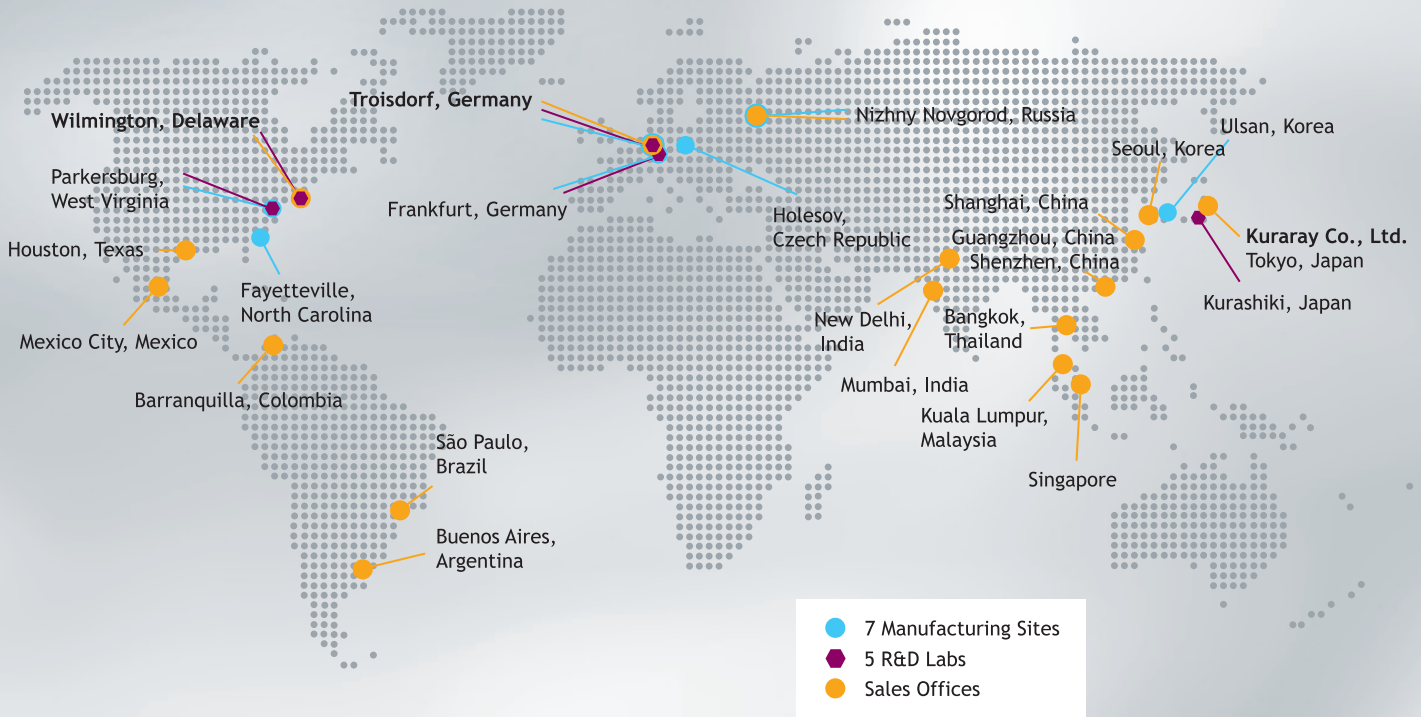 Troisdorf, Germany
Wilmington, Delaware
Nizhny Novgorod, Russia
Ulsan, Korea
Seoul, Korea
Parkersburg,
West Virginia
Frankfurt, Germany
Holesov,
Czech Republic
Shanghai, China
Guangzhou, China
Shenzhen, China
Kuraray Co., Ltd.
Tokyo, Japan
Houston, Texas
Fayetteville,
North Carolina
Kurashiki, Japan
New Delhi,
India
Bangkok,
Thailand
Mexico City, Mexico
Mumbai, India
Barranquilla, Colombia
Kuala Lumpur,
Malaysia
São Paulo,
Brazil
Singapore
Buenos Aires,
Argentina
7 Manufacturing Sites
5 R&D Labs
Sales Offices